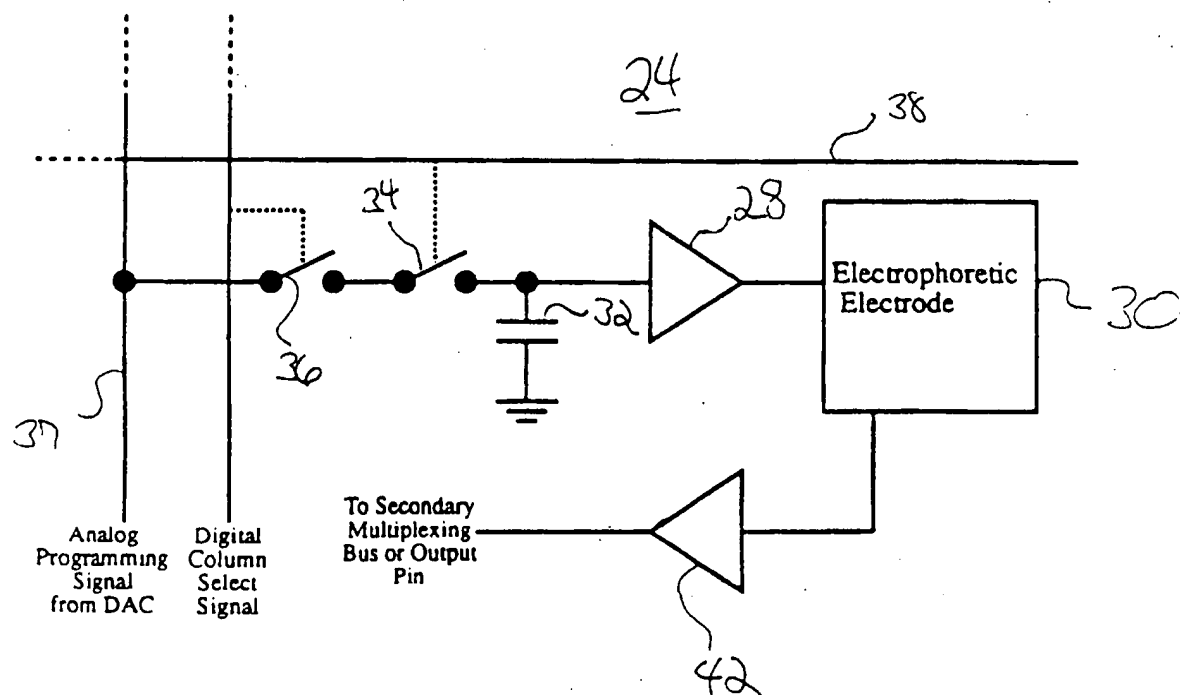 24
38
34
28
Electrophoretic
Electrode
30
32
36
37
To Secondary
Multiplexing
Bus or Output
Pin
Analog
Programming
Signal
from DAC
Digital
Column
Select
Signal
42